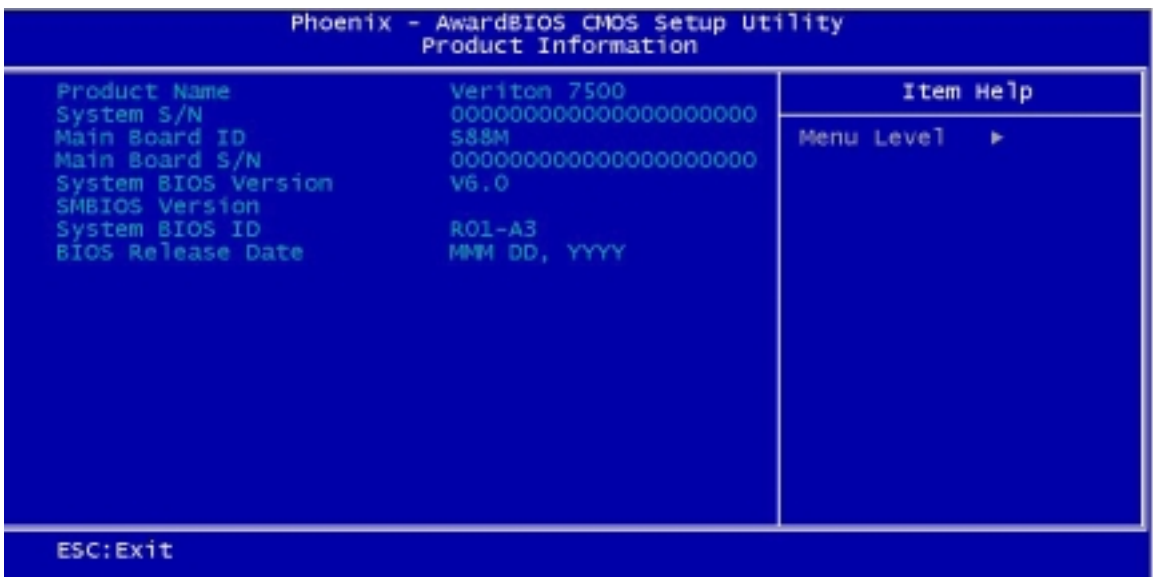 Phoenix - AwardBIOS CMOS Setup Utility
Product Information
Product Name Veriton 7500
System S/N 0000000000000000000000
Main Board ID S88M
Main Board S/N 0000000000000000000000
System BIOS Version V6.0
SMBIOS Version
System BIOS ID R01-A3
BIOS Release Date MMM DD, YYYY
Item Help
Menu Level ►
ESC:Exit